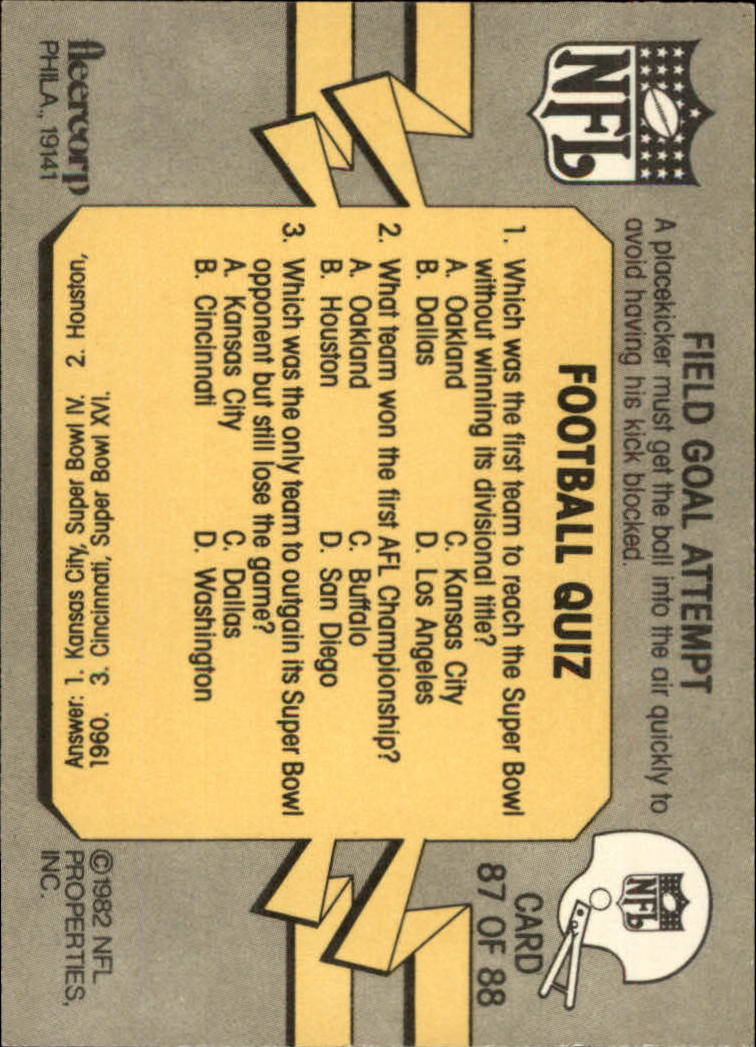 NFL
FIELD GOAL ATTEMPT
A placekicker must get the ball into the air quickly to
avoid having his kick blocked.
NFL
CARD
87 OF 88
FOOTBALL QUIZ
1. Which was the first team to reach the Super Bowl
without winning its divisional title?
A. Oakland C. Kansas City
B. Dallas D. Los Angeles
2. What team won the first AFL Championship?
A. Oakland C. Buffalo
B. Houston D. San Diego
3. Which was the only team to outgain its Super Bowl
opponent but still lose the game?
A. Kansas City C. Dallas
B. Cincinnati D. Washington
Answer: 1. Kansas City, Super Bowl IV. 2. Houston,
1960. 3. Cincinnati, Super Bowl XVI.
fleercorp
PHILA., 19141
©1982 NFL
PROPERTIES,
INC.